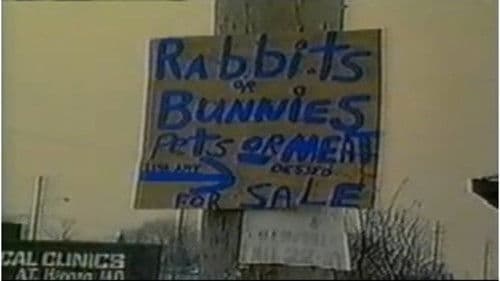 RAbbits
or
BUNNIES
Pets OR MEAT
FOR SALE
CAL CLINICS